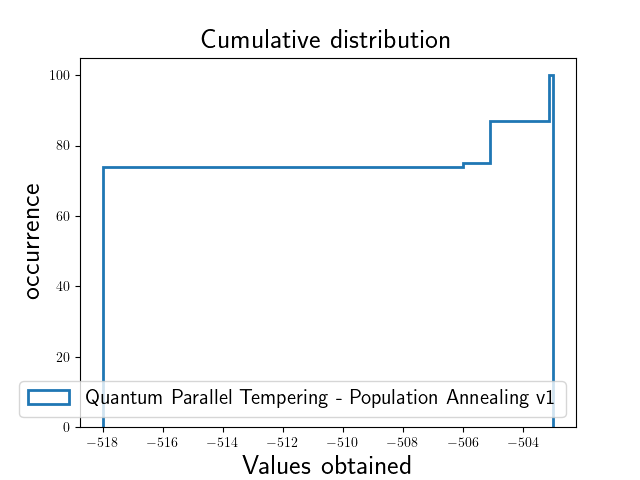 Cumulative distribution
100
80
60
40
20
0
occurrence
Quantum Parallel Tempering - Population Annealing v1
−518 −516 −514 −512 −510 −508 −506 −504
Values obtained